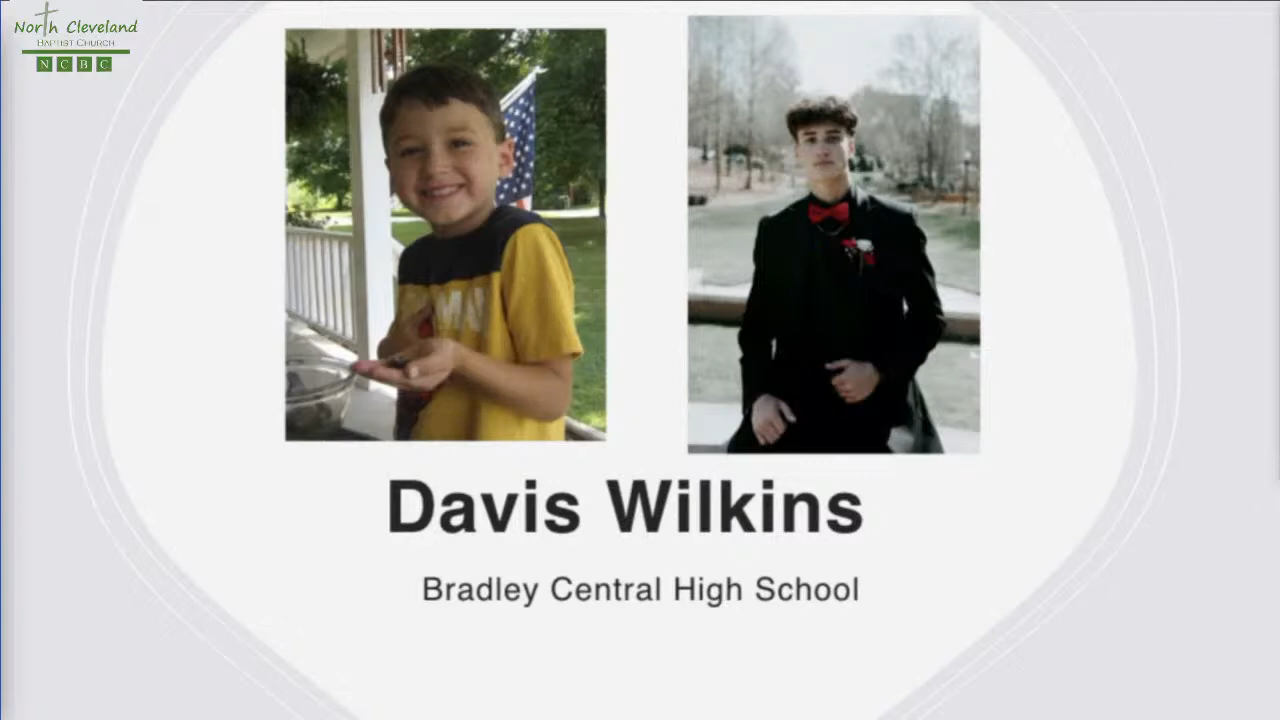 North Cleveland
BAPTIST CHURCH
N C B C
Davis Wilkins
Bradley Central High School